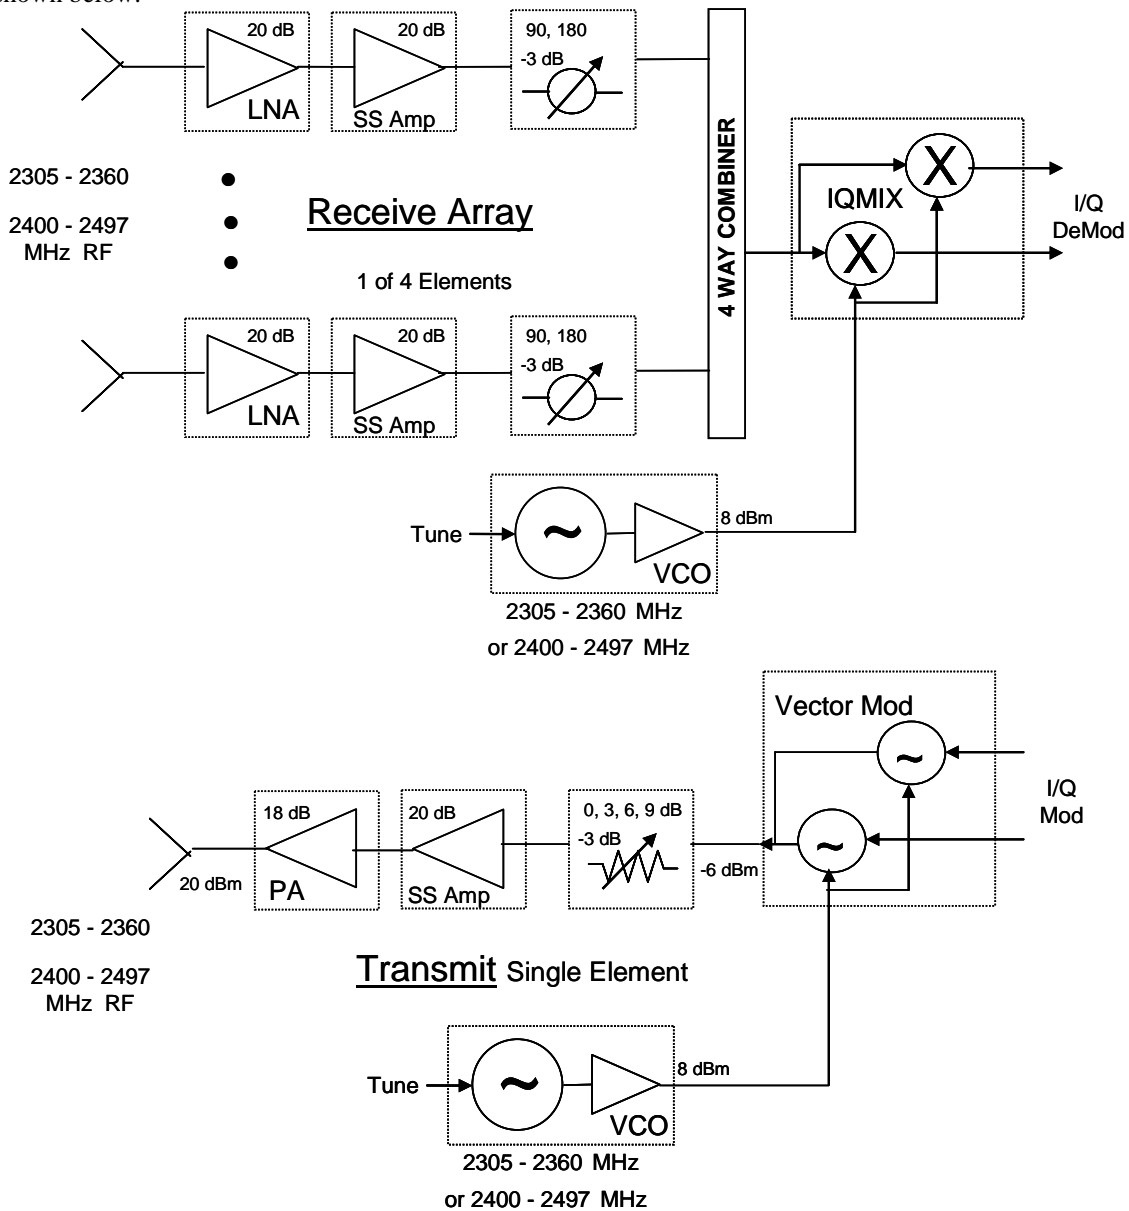 shown below.
20 dB
LNA
20 dB
SS Amp
90, 180
-3 dB
4 WAY COMBINER
IQMIX
X
X
I/Q
DeMod
2305 - 2360
2400 - 2497
MHz RF
Receive Array
1 of 4 Elements
20 dB
LNA
20 dB
SS Amp
90, 180
-3 dB
Tune
~
VCO
8 dBm
2305 - 2360 MHz
or 2400 - 2497 MHz
Vector Mod
~
~
I/Q
Mod
18 dB
PA
20 dBm
20 dB
SS Amp
0, 3, 6, 9 dB
-3 dB
-6 dBm
2305 - 2360
2400 - 2497
MHz RF
Transmit Single Element
Tune
~
VCO
8 dBm
2305 - 2360 MHz
or 2400 - 2497 MHz